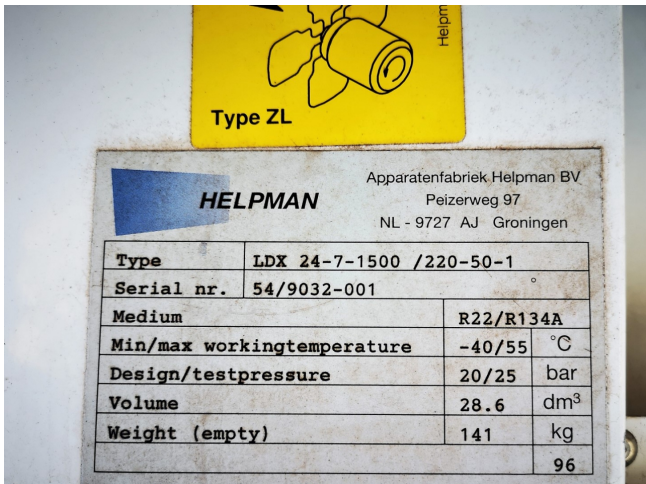 Type ZL
Helpm
HELPMAN
Apparatenfabriek Helpman BV
Peizerweg 97
NL - 9727 AJ Groningen
Type LDX 24-7-1500 /220-50-1
Serial nr. 54/9032-001
Medium R22/R134A
Min/max workingtemperature -40/55 °C
Design/testpressure 20/25 bar
Volume 28.6 dm³
Weight (empty) 141 kg
96